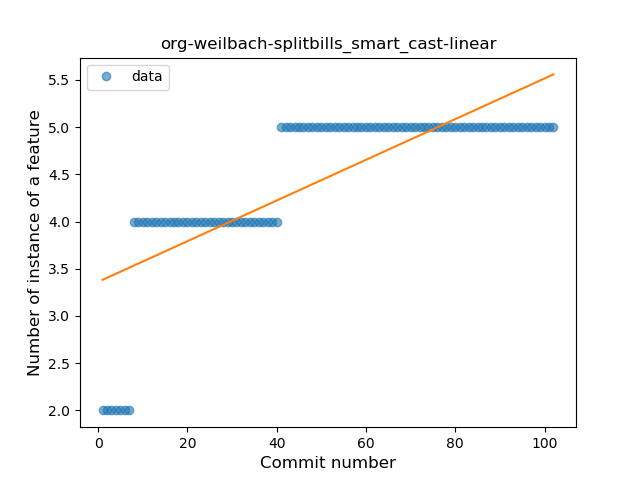 org-weilbach-splitbills_smart_cast-linear
data
Number of instance of a feature
5.5
5.0
4.5
4.0
3.5
3.0
2.5
2.0
0 20 40 60 80 100
Commit number